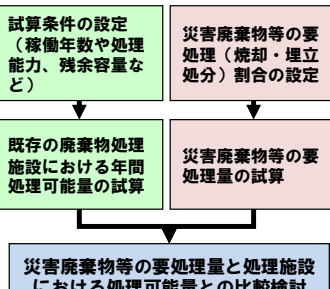 試算条件の設定
（稼働年数や処理
能力、残余容量な
ど）
災害廃棄物等の要
処理（焼却・埋立
処分）割合の設定
既存の廃棄物処理
施設における年間
処理可能量の試算
災害廃棄物等の要
処理量の試算
災害廃棄物等の要処理量と処理施設
における処理可能量との比較検討